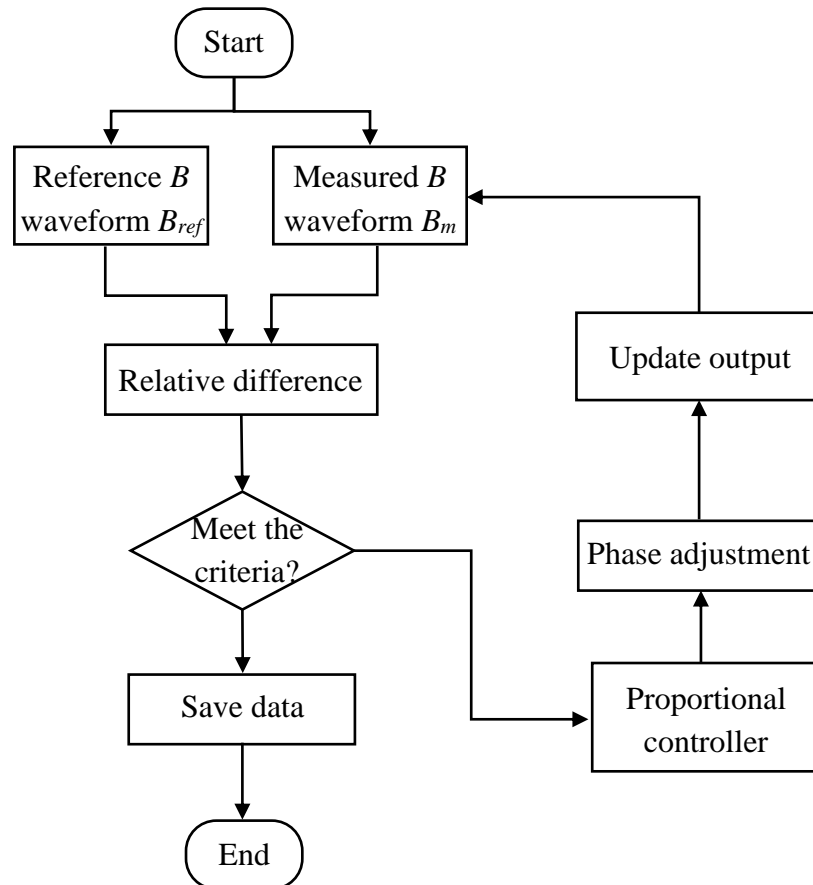 Start
Reference B
waveform Bref
Measured B
waveform Bm
Relative difference
Update output
Meet the
criteria?
Phase adjustment
Save data
Proportional
controller
End